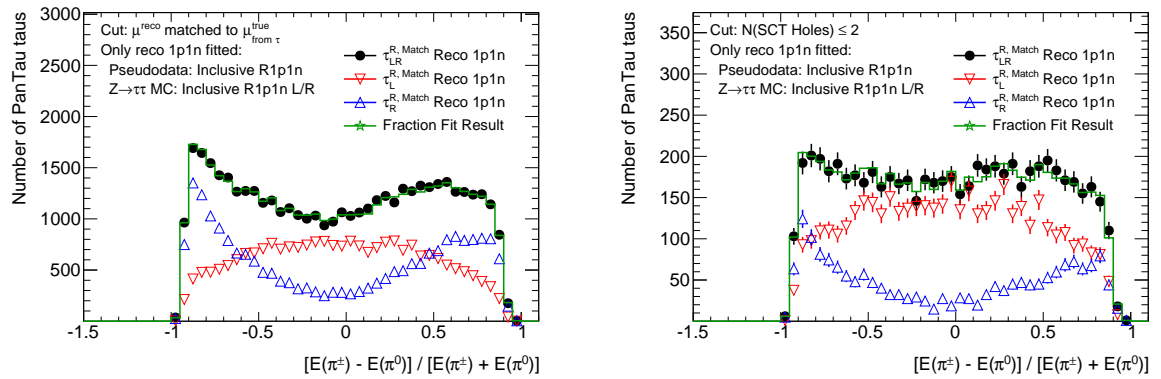 Number of PanTau taus
3000
2500
2000
1500
1000
500
Cut: μ^reco matched to μ^true_from τ
Only reco 1p1n fitted:
Pseudodata: Inclusive R1p1n
Z→ττ MC: Inclusive R1p1n L/R
τ^R, Match_LR Reco 1p1n
τ^R, Match_L Reco 1p1n
τ^R, Match_R Reco 1p1n
Fraction Fit Result
-1.5 -1 -0.5 0 0.5 1
[E(π±) - E(π⁰)] / [E(π±) + E(π⁰)]
Number of PanTau taus
350
300
250
200
150
100
50
Cut: N(SCT Holes) ≤ 2
Only reco 1p1n fitted:
Pseudodata: Inclusive R1p1n
Z→ττ MC: Inclusive R1p1n L/R
τ^R, Match_LR Reco 1p1n
τ^R, Match_L Reco 1p1n
τ^R, Match_R Reco 1p1n
Fraction Fit Result
-1.5 -1 -0.5 0 0.5 1
[E(π±) - E(π⁰)] / [E(π±) + E(π⁰)]